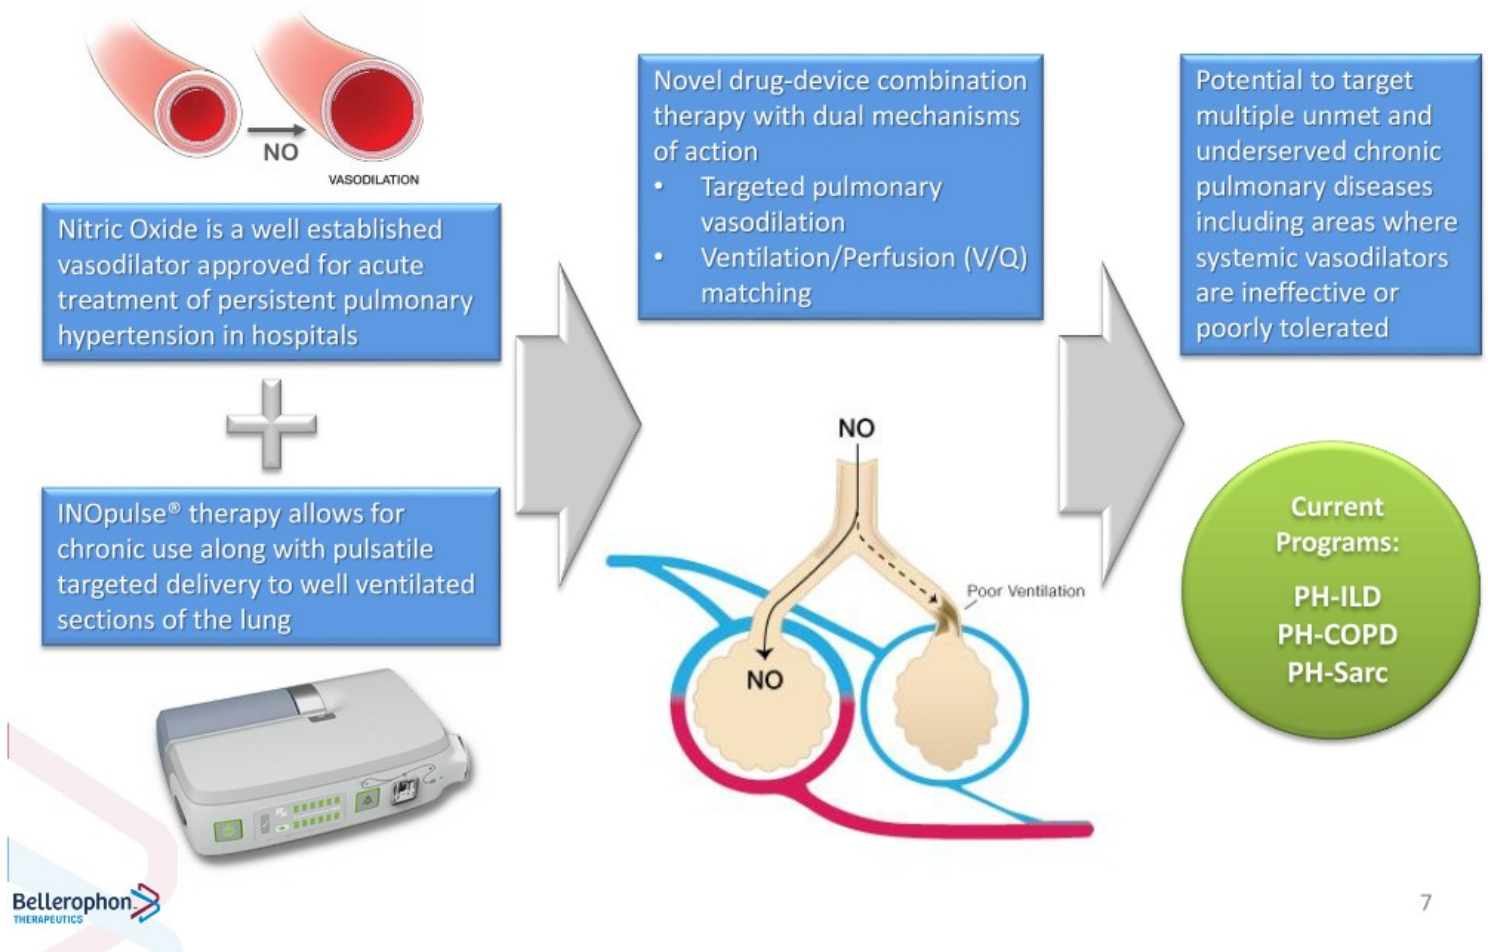 NO
VASODILATION
Nitric Oxide is a well established
vasodilator approved for acute
treatment of persistent pulmonary
hypertension in hospitals
INOpulse® therapy allows for
chronic use along with pulsatile
targeted delivery to well ventilated
sections of the lung
Novel drug-device combination
therapy with dual mechanisms
of action
• Targeted pulmonary
vasodilation
• Ventilation/Perfusion (V/Q)
matching
NO
Poor Ventilation
NO
Potential to target
multiple unmet and
underserved chronic
pulmonary diseases
including areas where
systemic vasodilators
are ineffective or
poorly tolerated
Current
Programs:
PH-ILD
PH-COPD
PH-Sarc
Bellerophon
THERAPEUTICS
7